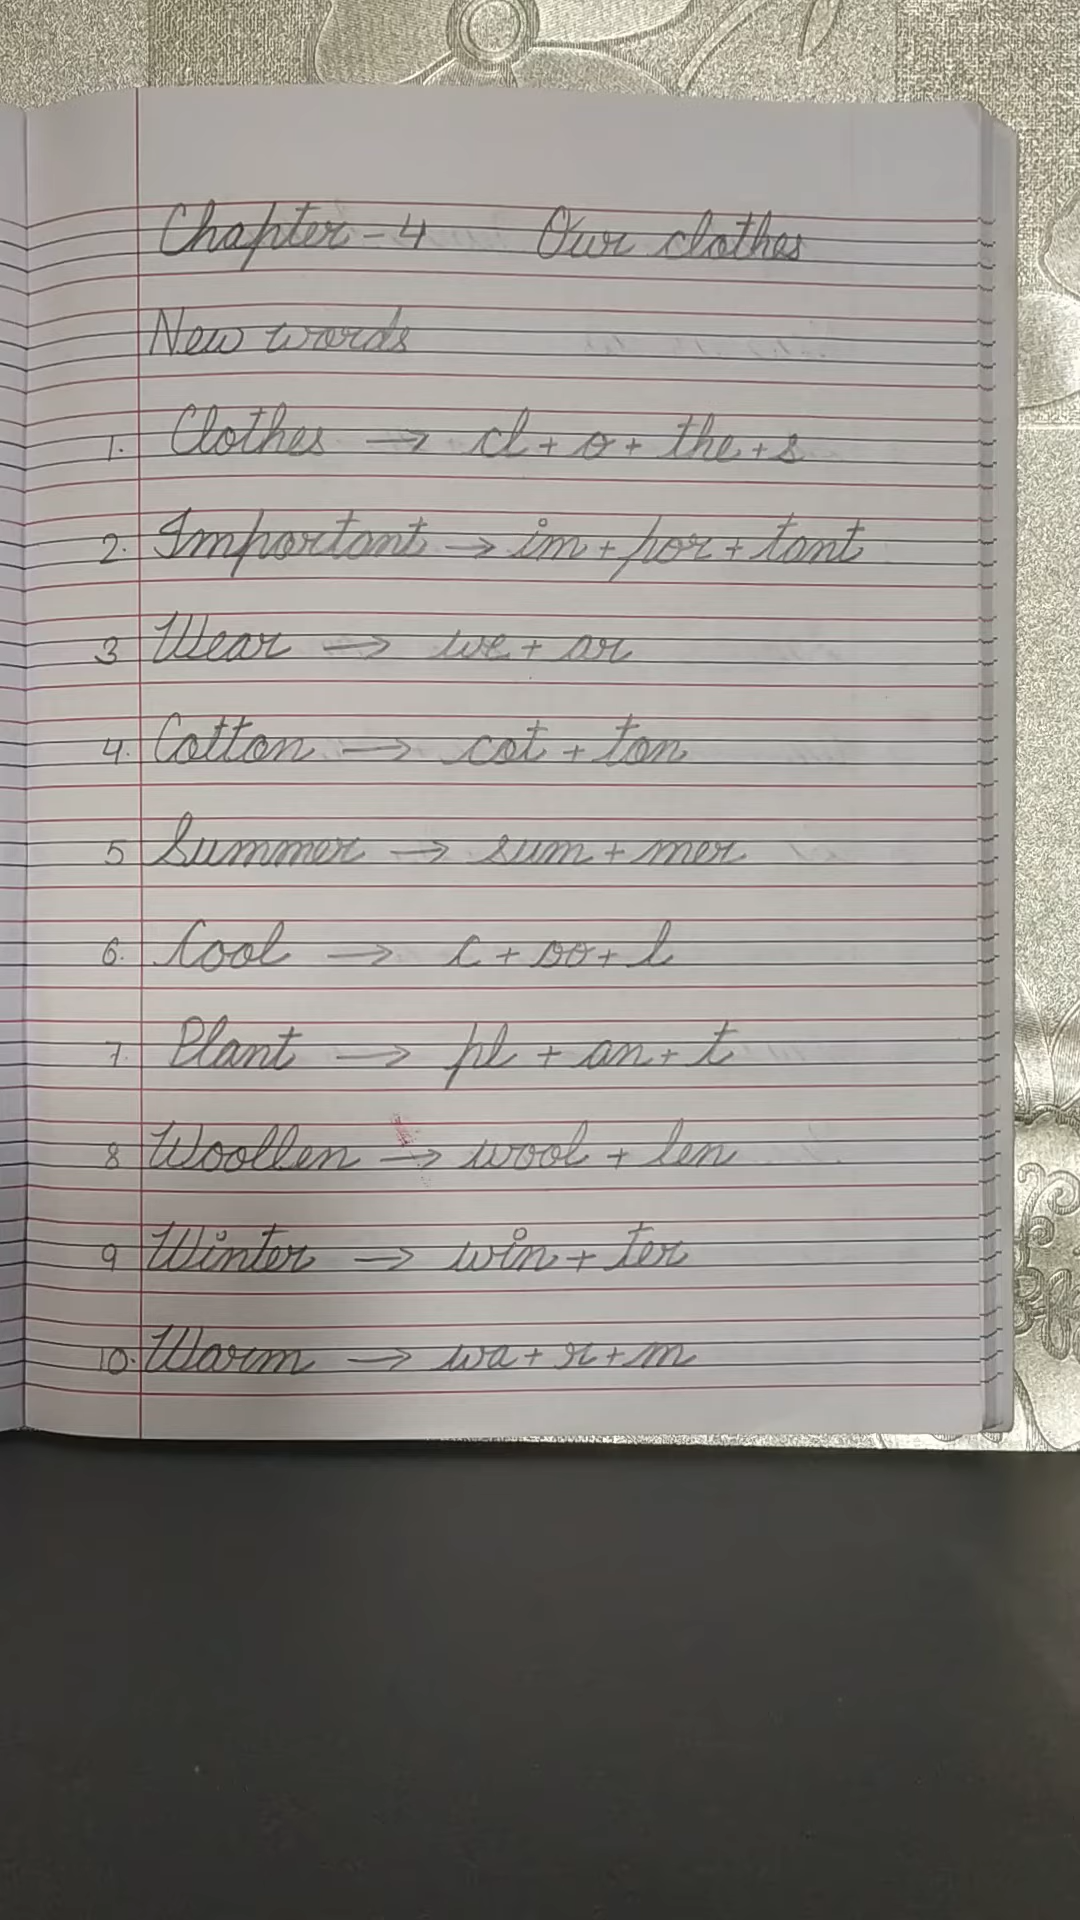 Chapter-4 Our clothes
New words
1. Clothes → cl + o + the + s
2. Important → im + por + tant
3 Wear → we + ar
4. Cotton → cot + ton
5 Summer → sum + mer
6. Cool → c + oo + l
7. Plant → pl + an + t
8 Woollen → wool + len
9 Winter → win + ter
10. Warm → wa + r + m